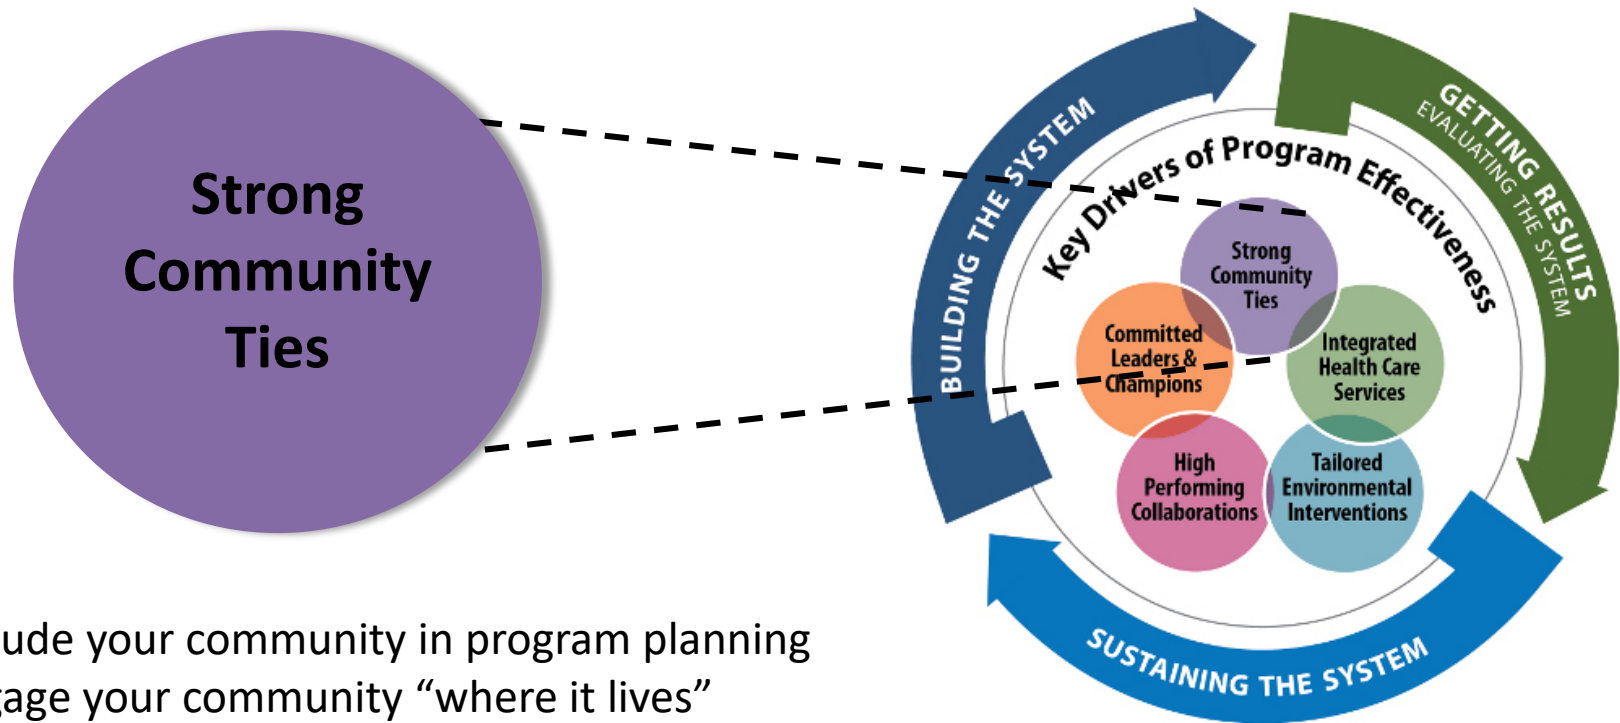 Strong
Community
Ties
ude your community in program planning
gage your community “where it lives”
BUILDING THE SYSTEM
GETTING RESULTS
EVALUATING THE SYSTEM
SUSTAINING THE SYSTEM
Key Drivers of Program Effectiveness
Strong
Community
Ties
Committed
Leaders &
Champions
Integrated
Health Care
Services
High
Performing
Collaborations
Tailored
Environmental
Interventions